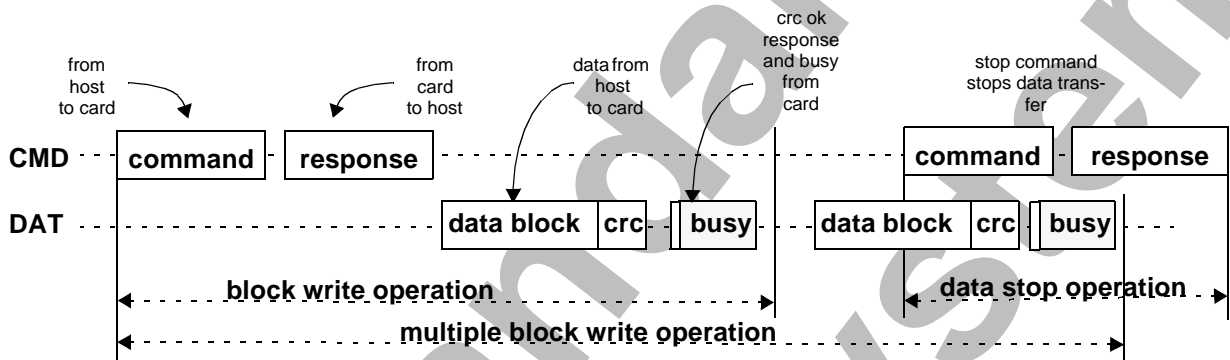 crc ok
response
and busy
from
card
from
host
to card
from
card
to host
data from
host
to card
stop command
stops data trans-
fer
CMD
command
response
command
response
DAT
data block
crc
busy
data block
crc
busy
block write operation
data stop operation
multiple block write operation